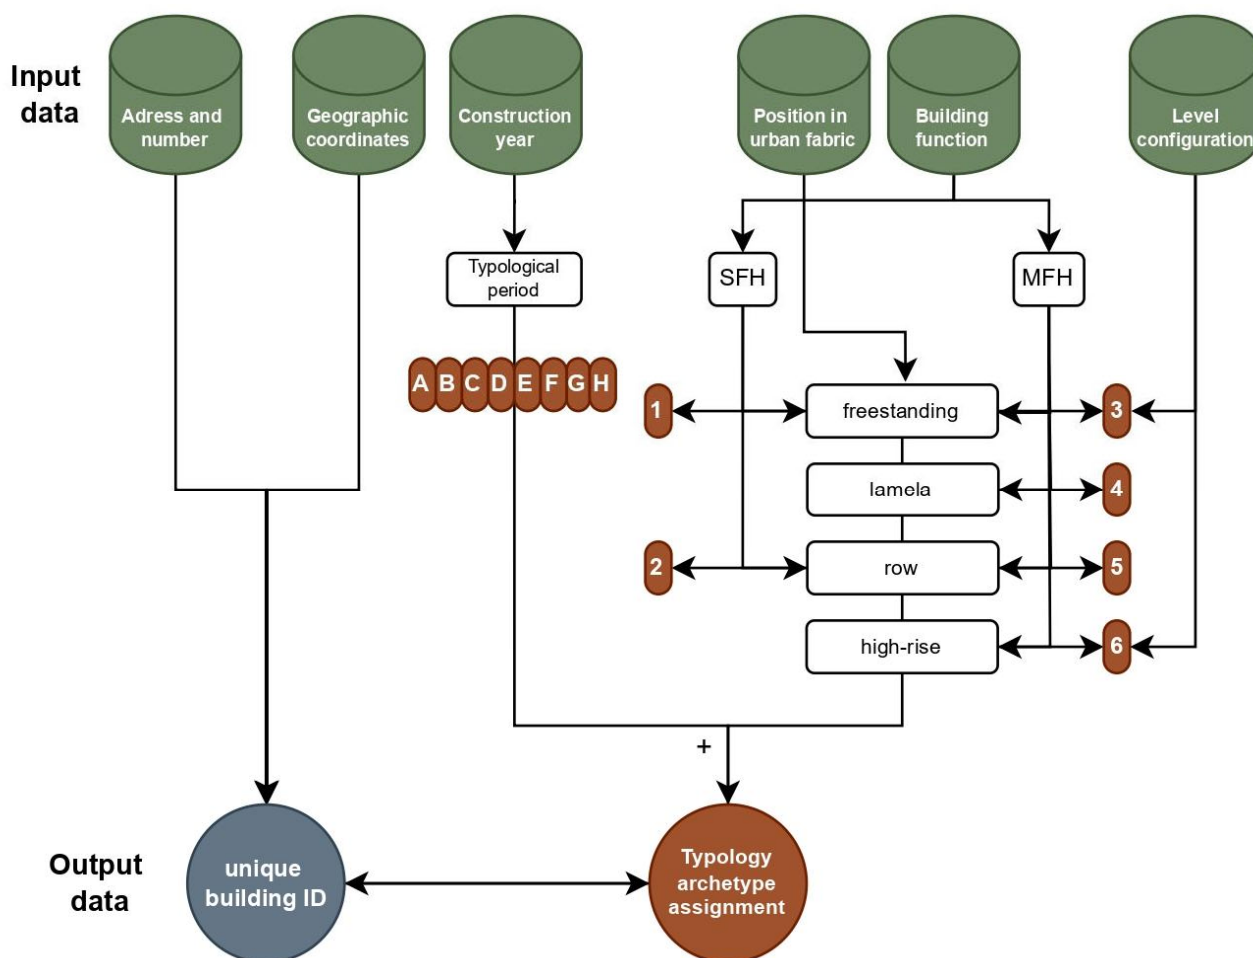 Input
data
Adress and
number
Geographic
coordinates
Construction
year
Position in
urban fabric
Building
function
Level
configuration
Typological
period
SFH
MFH
A B C D E F G H
1
freestanding
3
lamela
4
2
row
5
high-rise
6
+
Output
data
unique
building ID
Typology
archetype
assignment